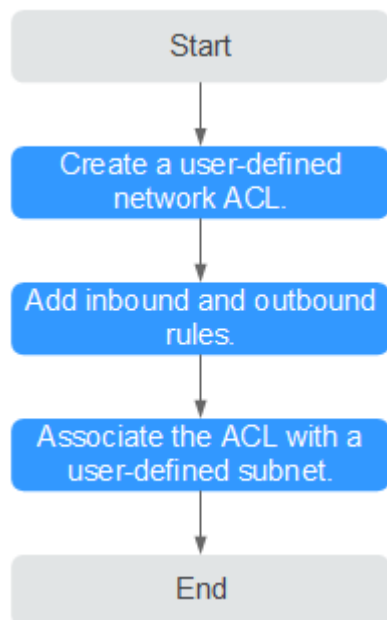 Start
Create a user-defined
network ACL.
Add inbound and outbound
rules.
Associate the ACL with a
user-defined subnet.
End